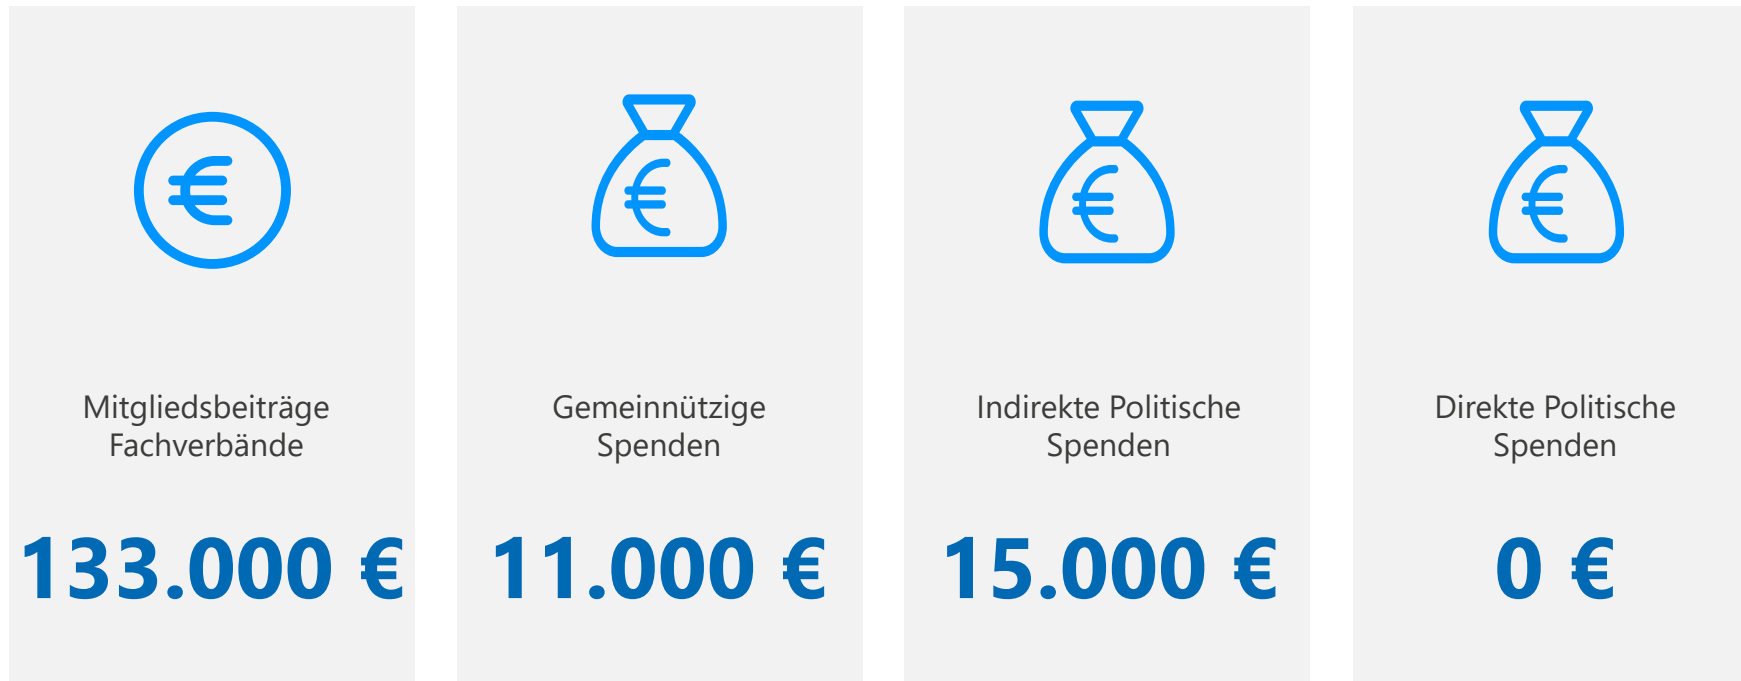 Mitgliedsbeiträge
Fachverbände
133.000 €
Gemeinnützige
Spenden
11.000 €
Indirekte Politische
Spenden
15.000 €
Direkte Politische
Spenden
0 €